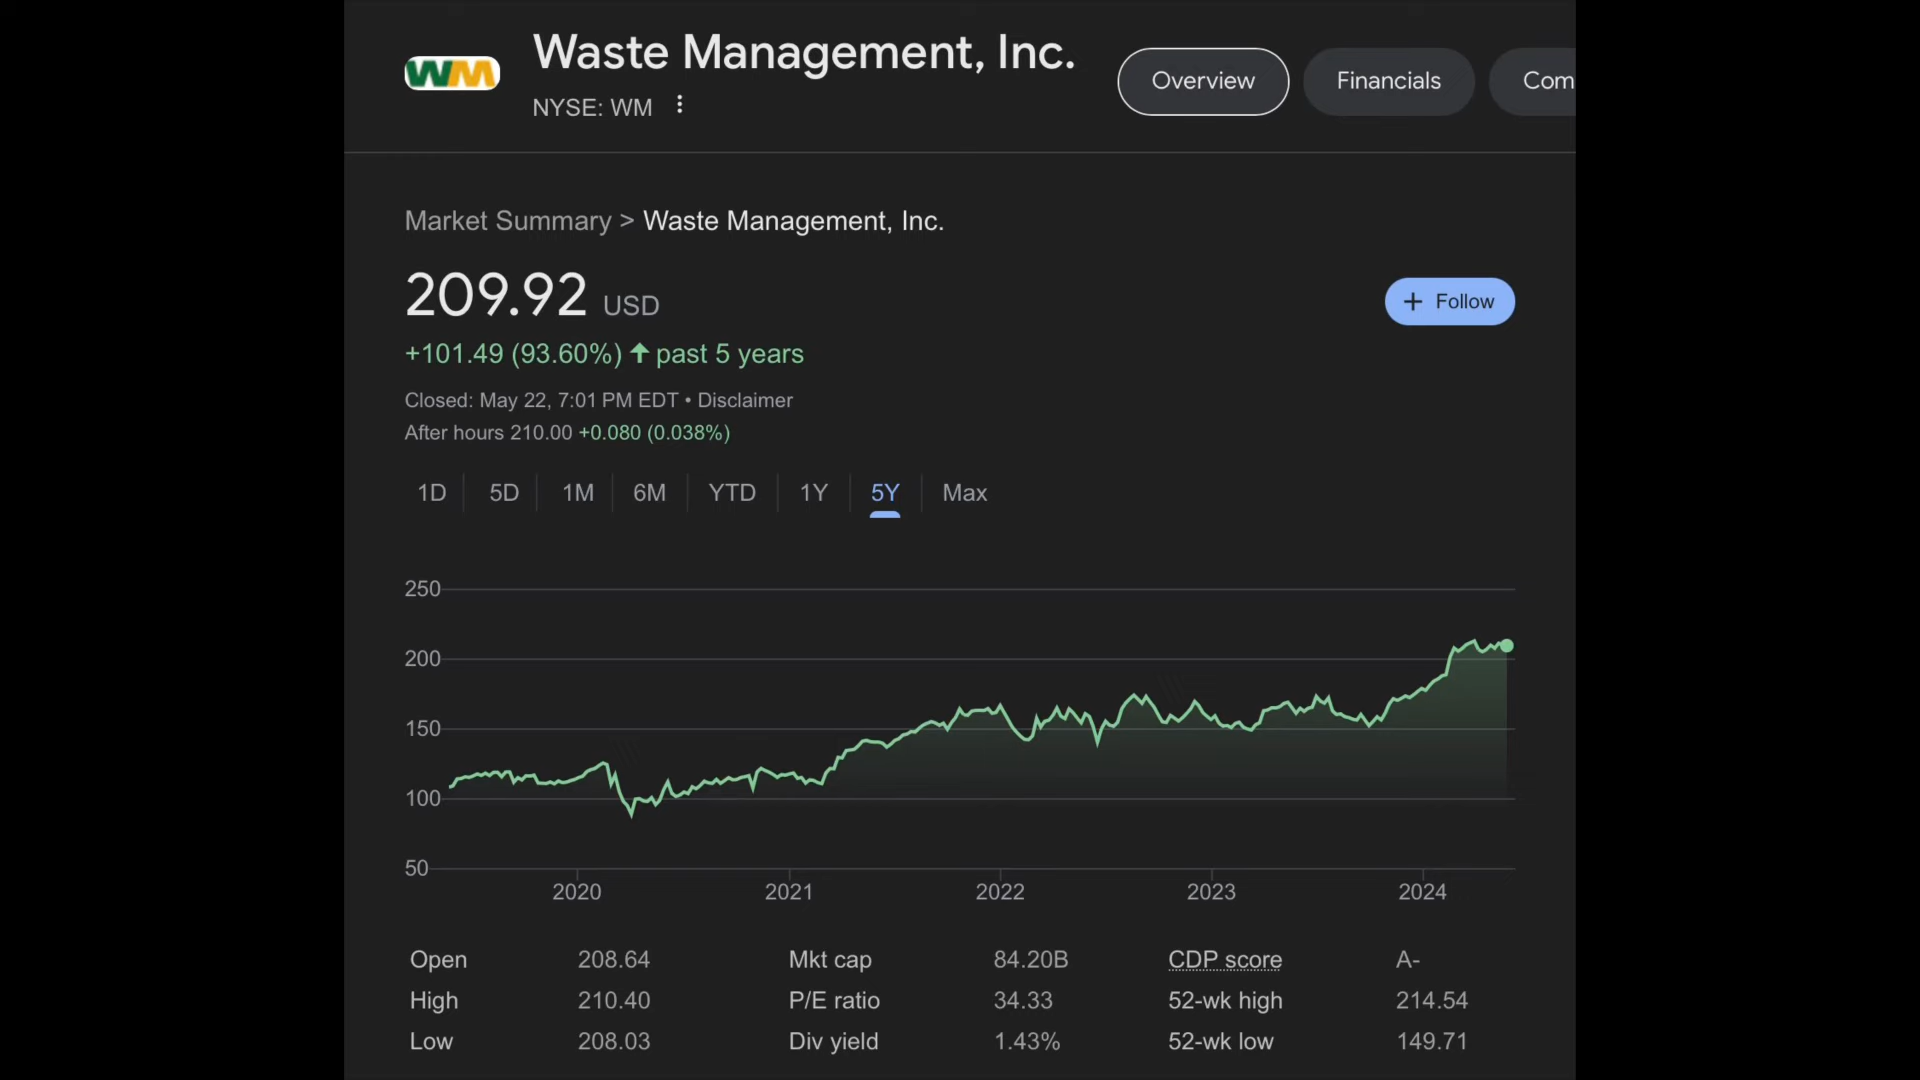 WM
Waste Management, Inc.
NYSE: WM
Overview
Financials
Com
Market Summary > Waste Management, Inc.
209.92 USD
+ Follow
+101.49 (93.60%) ↑ past 5 years
Closed: May 22, 7:01 PM EDT • Disclaimer
After hours 210.00 +0.080 (0.038%)
1D 5D 1M 6M YTD 1Y 5Y Max
250
200
150
100
50
2020 2021 2022 2023 2024
Open 208.64 Mkt cap 84.20B CDP score A-
High 210.40 P/E ratio 34.33 52-wk high 214.54
Low 208.03 Div yield 1.43% 52-wk low 149.71